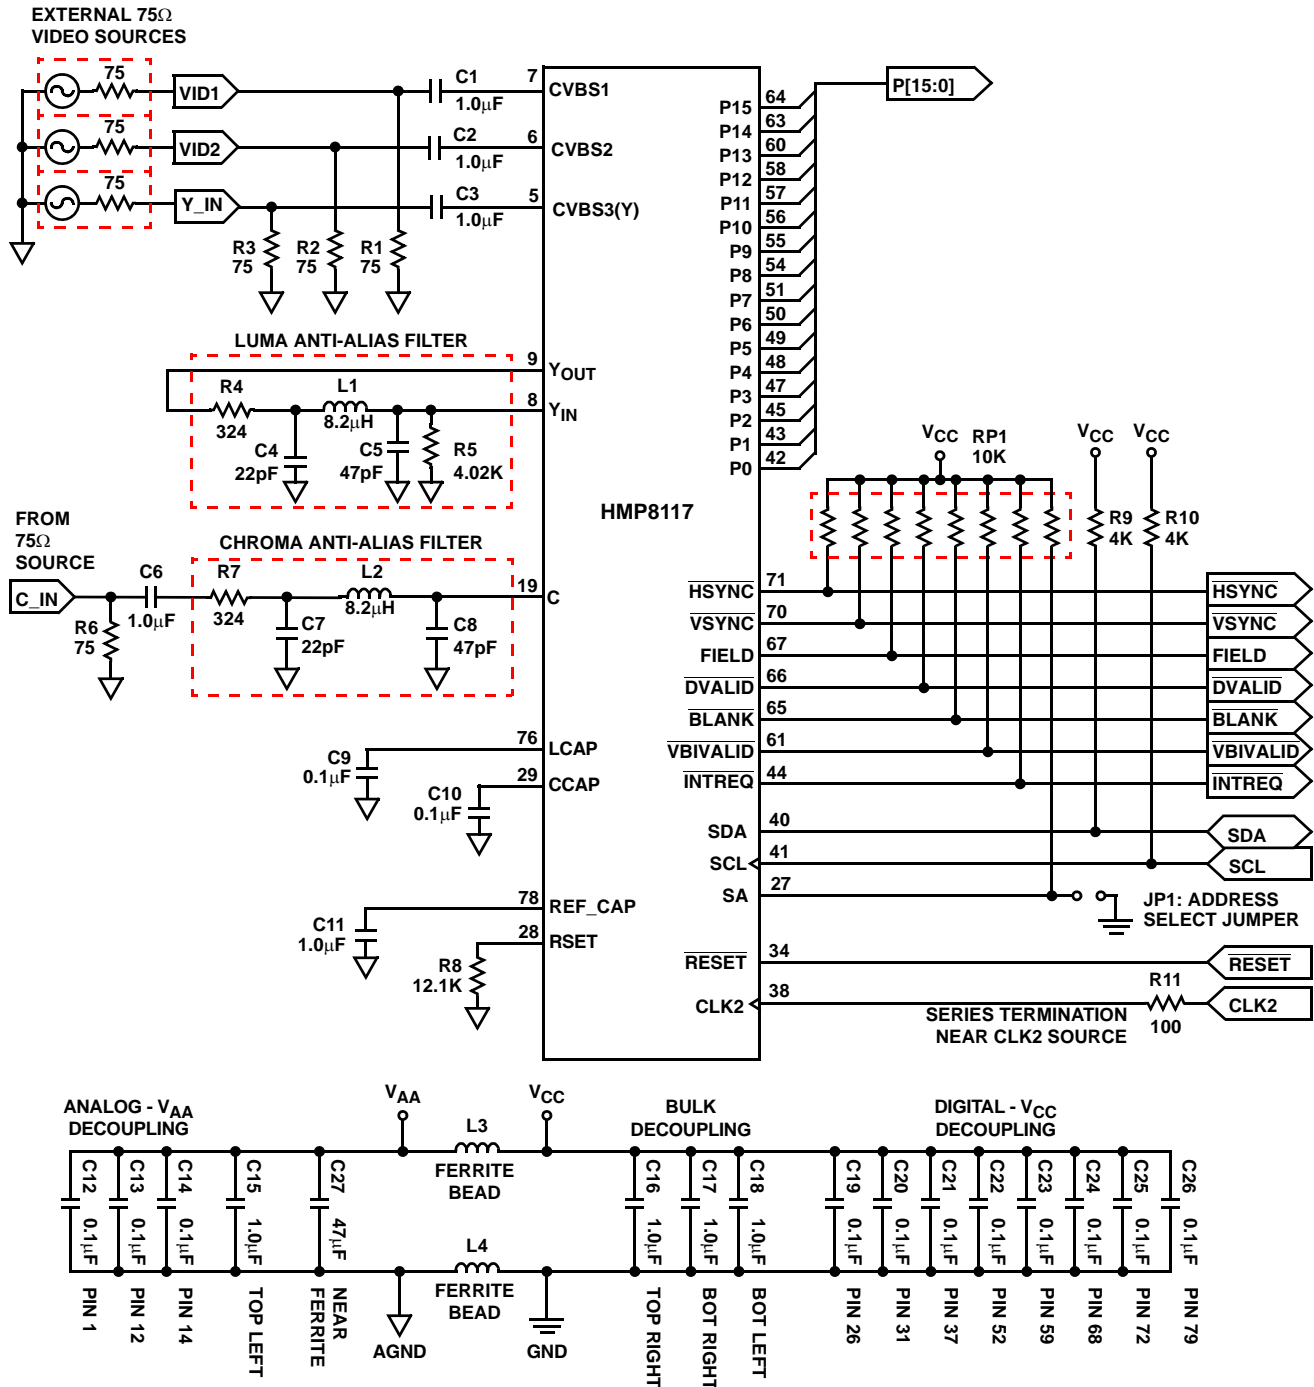 EXTERNAL 75Ω
VIDEO SOURCES
75
VID1
C1
1.0µF
7
CVBS1
75
VID2
C2
1.0µF
6
CVBS2
75
Y_IN
C3
1.0µF
5
CVBS3(Y)
R3
75
R2
75
R1
75
P[15:0]
P15
64
P14
63
P13
60
P12
58
P11
57
P10
56
P9
55
P8
54
P7
51
P6
50
P5
49
P4
48
P3
47
P2
45
P1
43
P0
42
LUMA ANTI-ALIAS FILTER
9
YOUT
R4
324
L1
8.2µH
8
YIN
C4
22pF
C5
47pF
R5
4.02K
HMP8117
VCC
RP1
10K
VCC
VCC
R9
4K
R10
4K
FROM
75Ω
SOURCE
CHROMA ANTI-ALIAS FILTER
C_IN
C6
1.0µF
R6
75
R7
324
L2
8.2µH
19
C
C7
22pF
C8
47pF
HSYNC
71
HSYNC
VSYNC
70
VSYNC
FIELD
67
FIELD
DVALID
66
DVALID
BLANK
65
BLANK
VBIVALID
61
VBIVALID
INTREQ
44
INTREQ
SDA
40
SDA
SCL
41
SCL
SA
27
JP1: ADDRESS
SELECT JUMPER
C9
0.1µF
76
LCAP
C10
0.1µF
29
CCAP
C11
1.0µF
78
REF_CAP
R8
12.1K
28
RSET
RESET
34
RESET
CLK2
38
R11
100
CLK2
SERIES TERMINATION
NEAR CLK2 SOURCE
ANALOG - VAA
DECOUPLING
VAA
L3
FERRITE
BEAD
VCC
BULK
DECOUPLING
DIGITAL - VCC
DECOUPLING
C12
0.1µF
PIN 1
C13
0.1µF
PIN 12
C14
0.1µF
PIN 14
C15
1.0µF
TOP LEFT
C27
47µF
NEAR
FERRITE
L4
FERRITE
BEAD
AGND
GND
C16
1.0µF
TOP RIGHT
C17
1.0µF
BOT RIGHT
C18
1.0µF
BOT LEFT
C19
0.1µF
PIN 26
C20
0.1µF
PIN 31
C21
0.1µF
PIN 37
C22
0.1µF
PIN 52
C23
0.1µF
PIN 59
C24
0.1µF
PIN 68
C25
0.1µF
PIN 72
C26
0.1µF
PIN 79